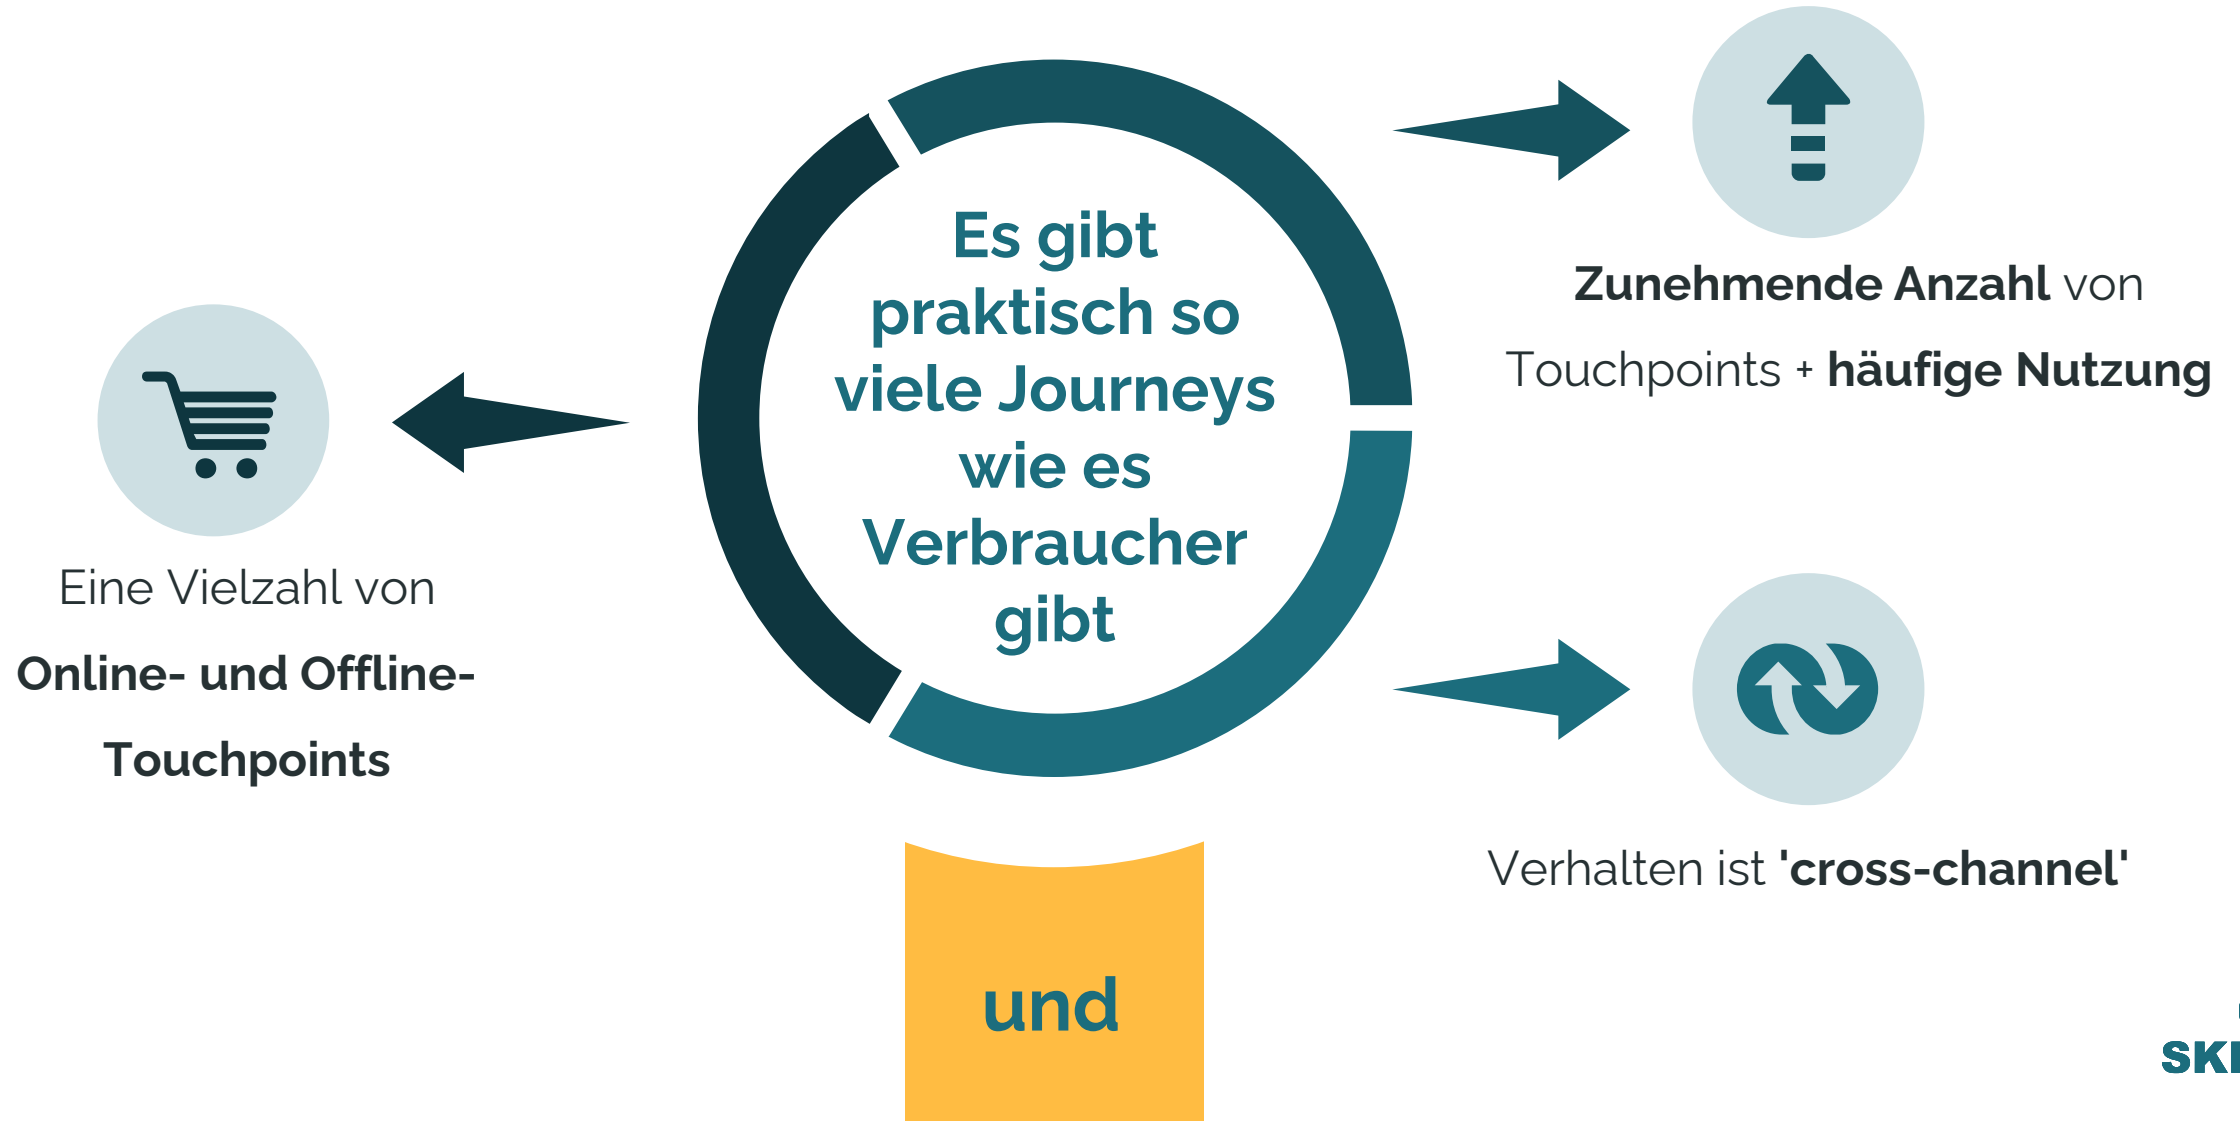 Es gibt
praktisch so
viele Journeys
wie es
Verbraucher
gibt
Zunehmende Anzahl von
Touchpoints + häufige Nutzung
Eine Vielzahl von
Online- und Offline-
Touchpoints
Verhalten ist 'cross-channel'
und